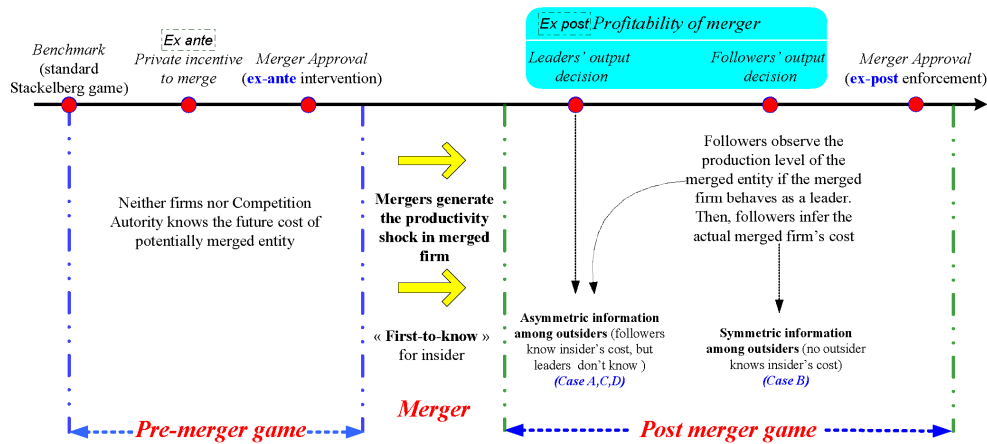 Benchmark
(standard
Stackelberg game)
Ex ante
Private incentive
to merge
Merger Approval
(ex-ante intervention)
Ex post Profitability of merger
Leaders' output
decision
Followers' output
decision
Merger Approval
(ex-post enforcement)
Neither firms nor Competition
Autority knows the future cost of
potentially merged entity
Mergers generate
the productivity
shock in merged
firm
« First-to-know »
for insider
Followers observe the
production level of the
merged entity if the merged
firm behaves as a leader.
Then, followers infer the
actual merged firm's cost
Asymmetric information
among outsiders (followers
know insider's cost, but
leaders don't know )
(Case A,C,D)
Symmetric information
among outsiders (no outsider
knows insider's cost)
(Case B)
Pre-merger game
Merger
Post merger game